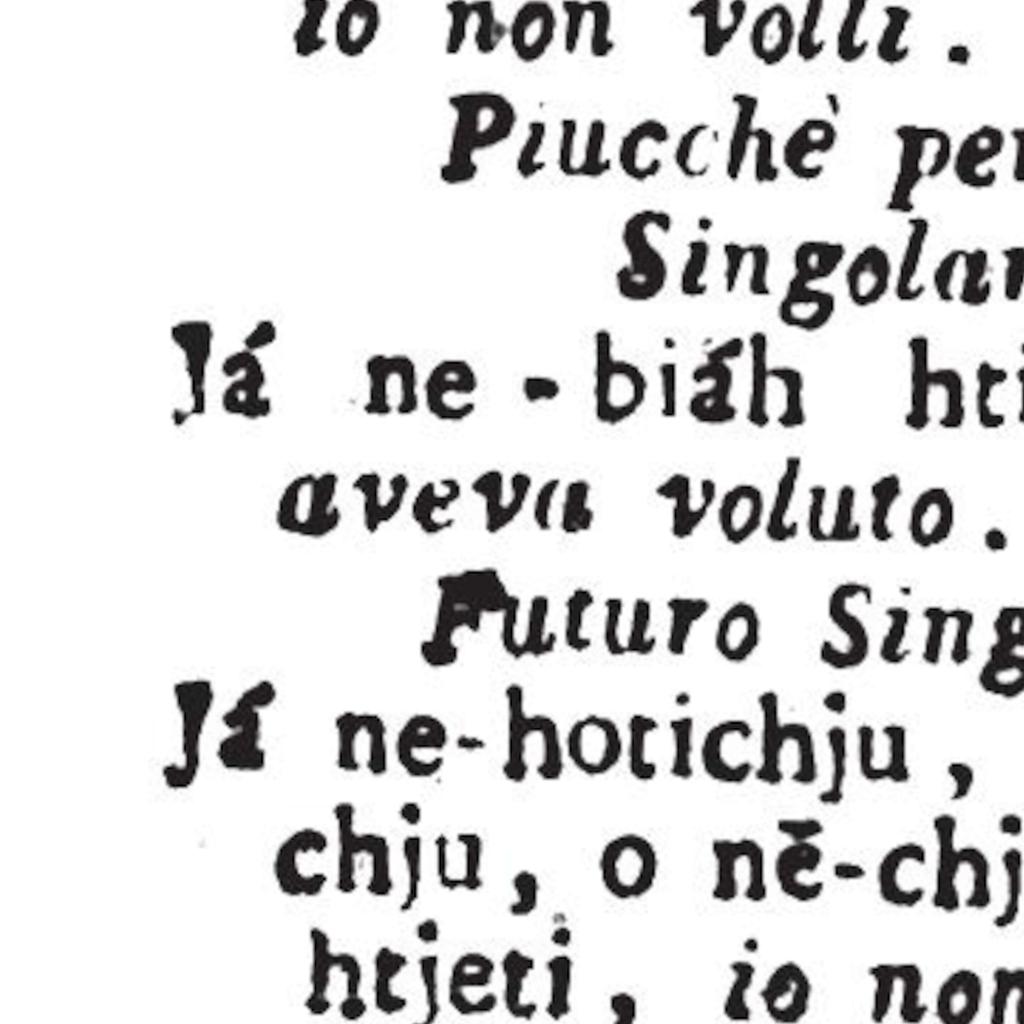 io non volli.
Piucchè per
Singolar
Já ne-biáh hti
aveva voluto.
Futuro Sing
Já ne-hotichju,
chju, o nē-chj
htjeti, io non